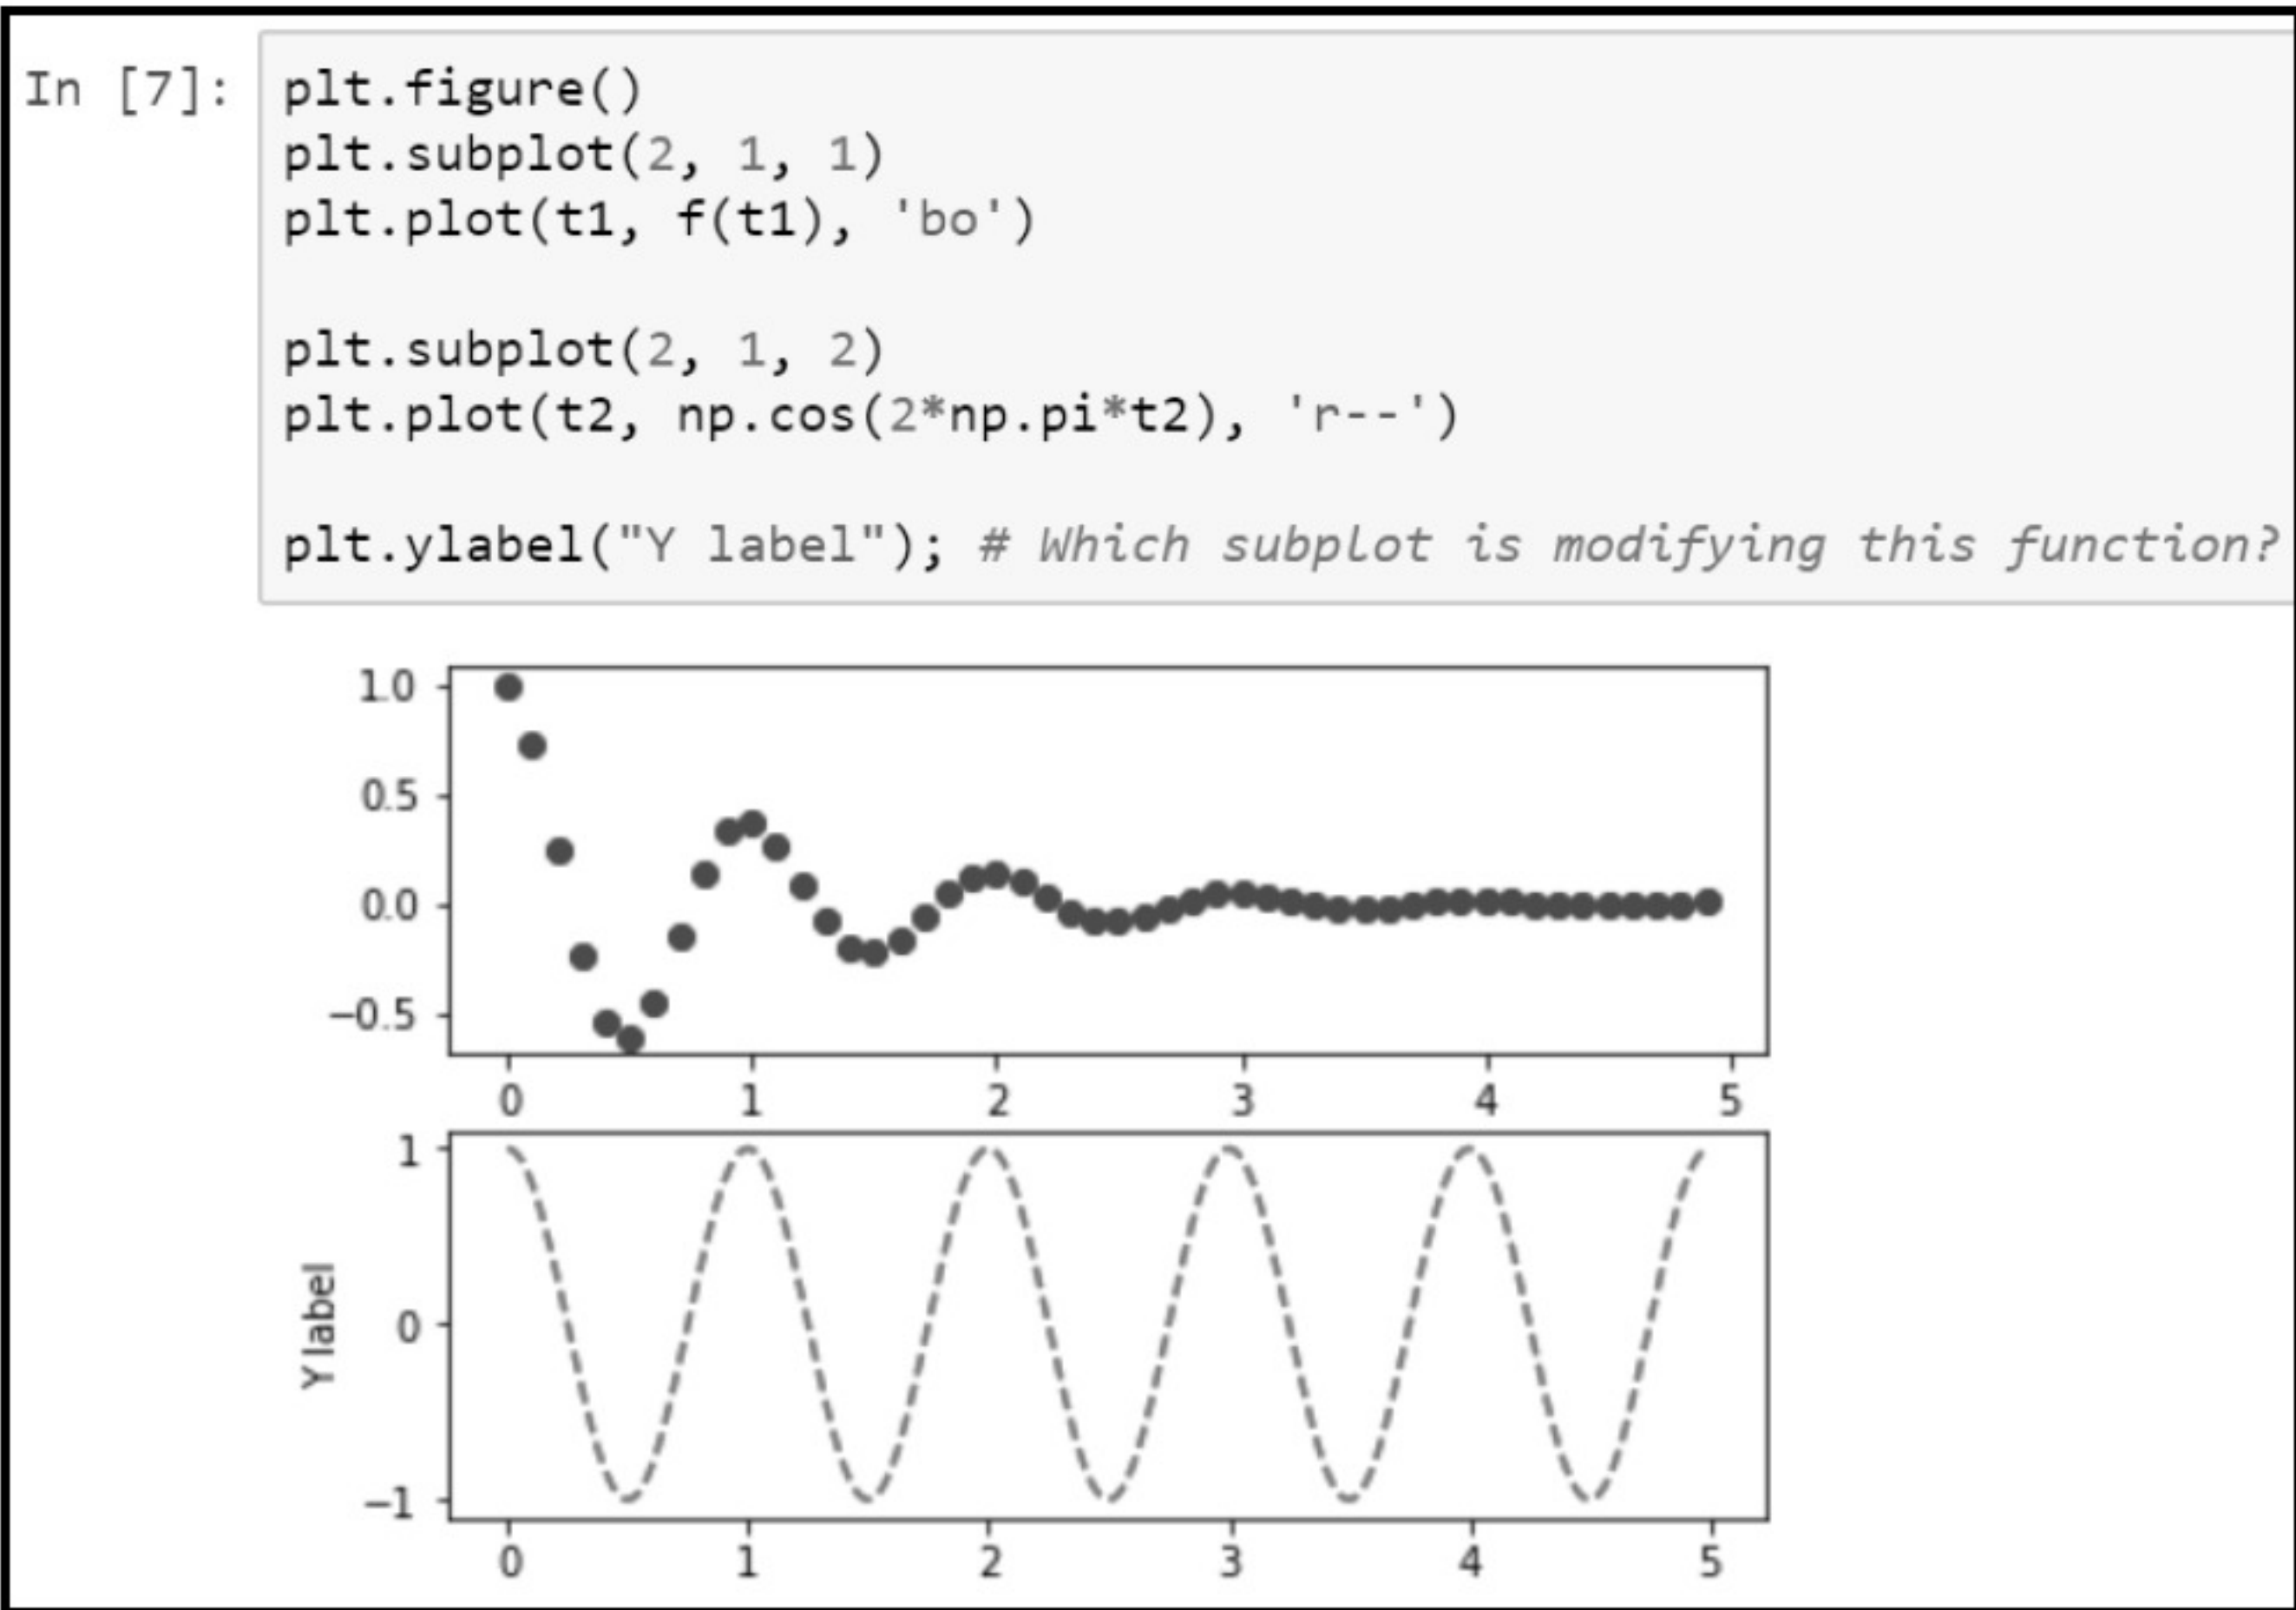 In [7]:
plt.figure()
plt.subplot(2, 1, 1)
plt.plot(t1, f(t1), 'bo')
plt.subplot(2, 1, 2)
plt.plot(t2, np.cos(2*np.pi*t2), 'r--')
plt.ylabel("Y label"); # Which subplot is modifying this function?
1.0
0.5
0.0
−0.5
0 1 2 3 4 5
Y label
1
0
−1
0 1 2 3 4 5